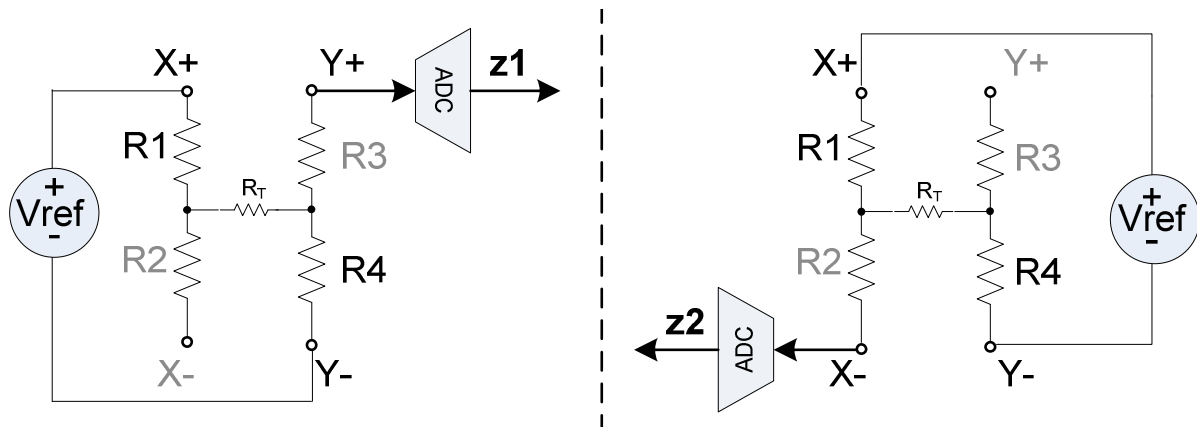 X+
Y+
ADC
z1
R1
R3
RT
+
Vref
-
R2
R4
X-
Y-
X+
Y+
R1
R3
RT
+
Vref
-
R2
R4
z2
ADC
X-
Y-